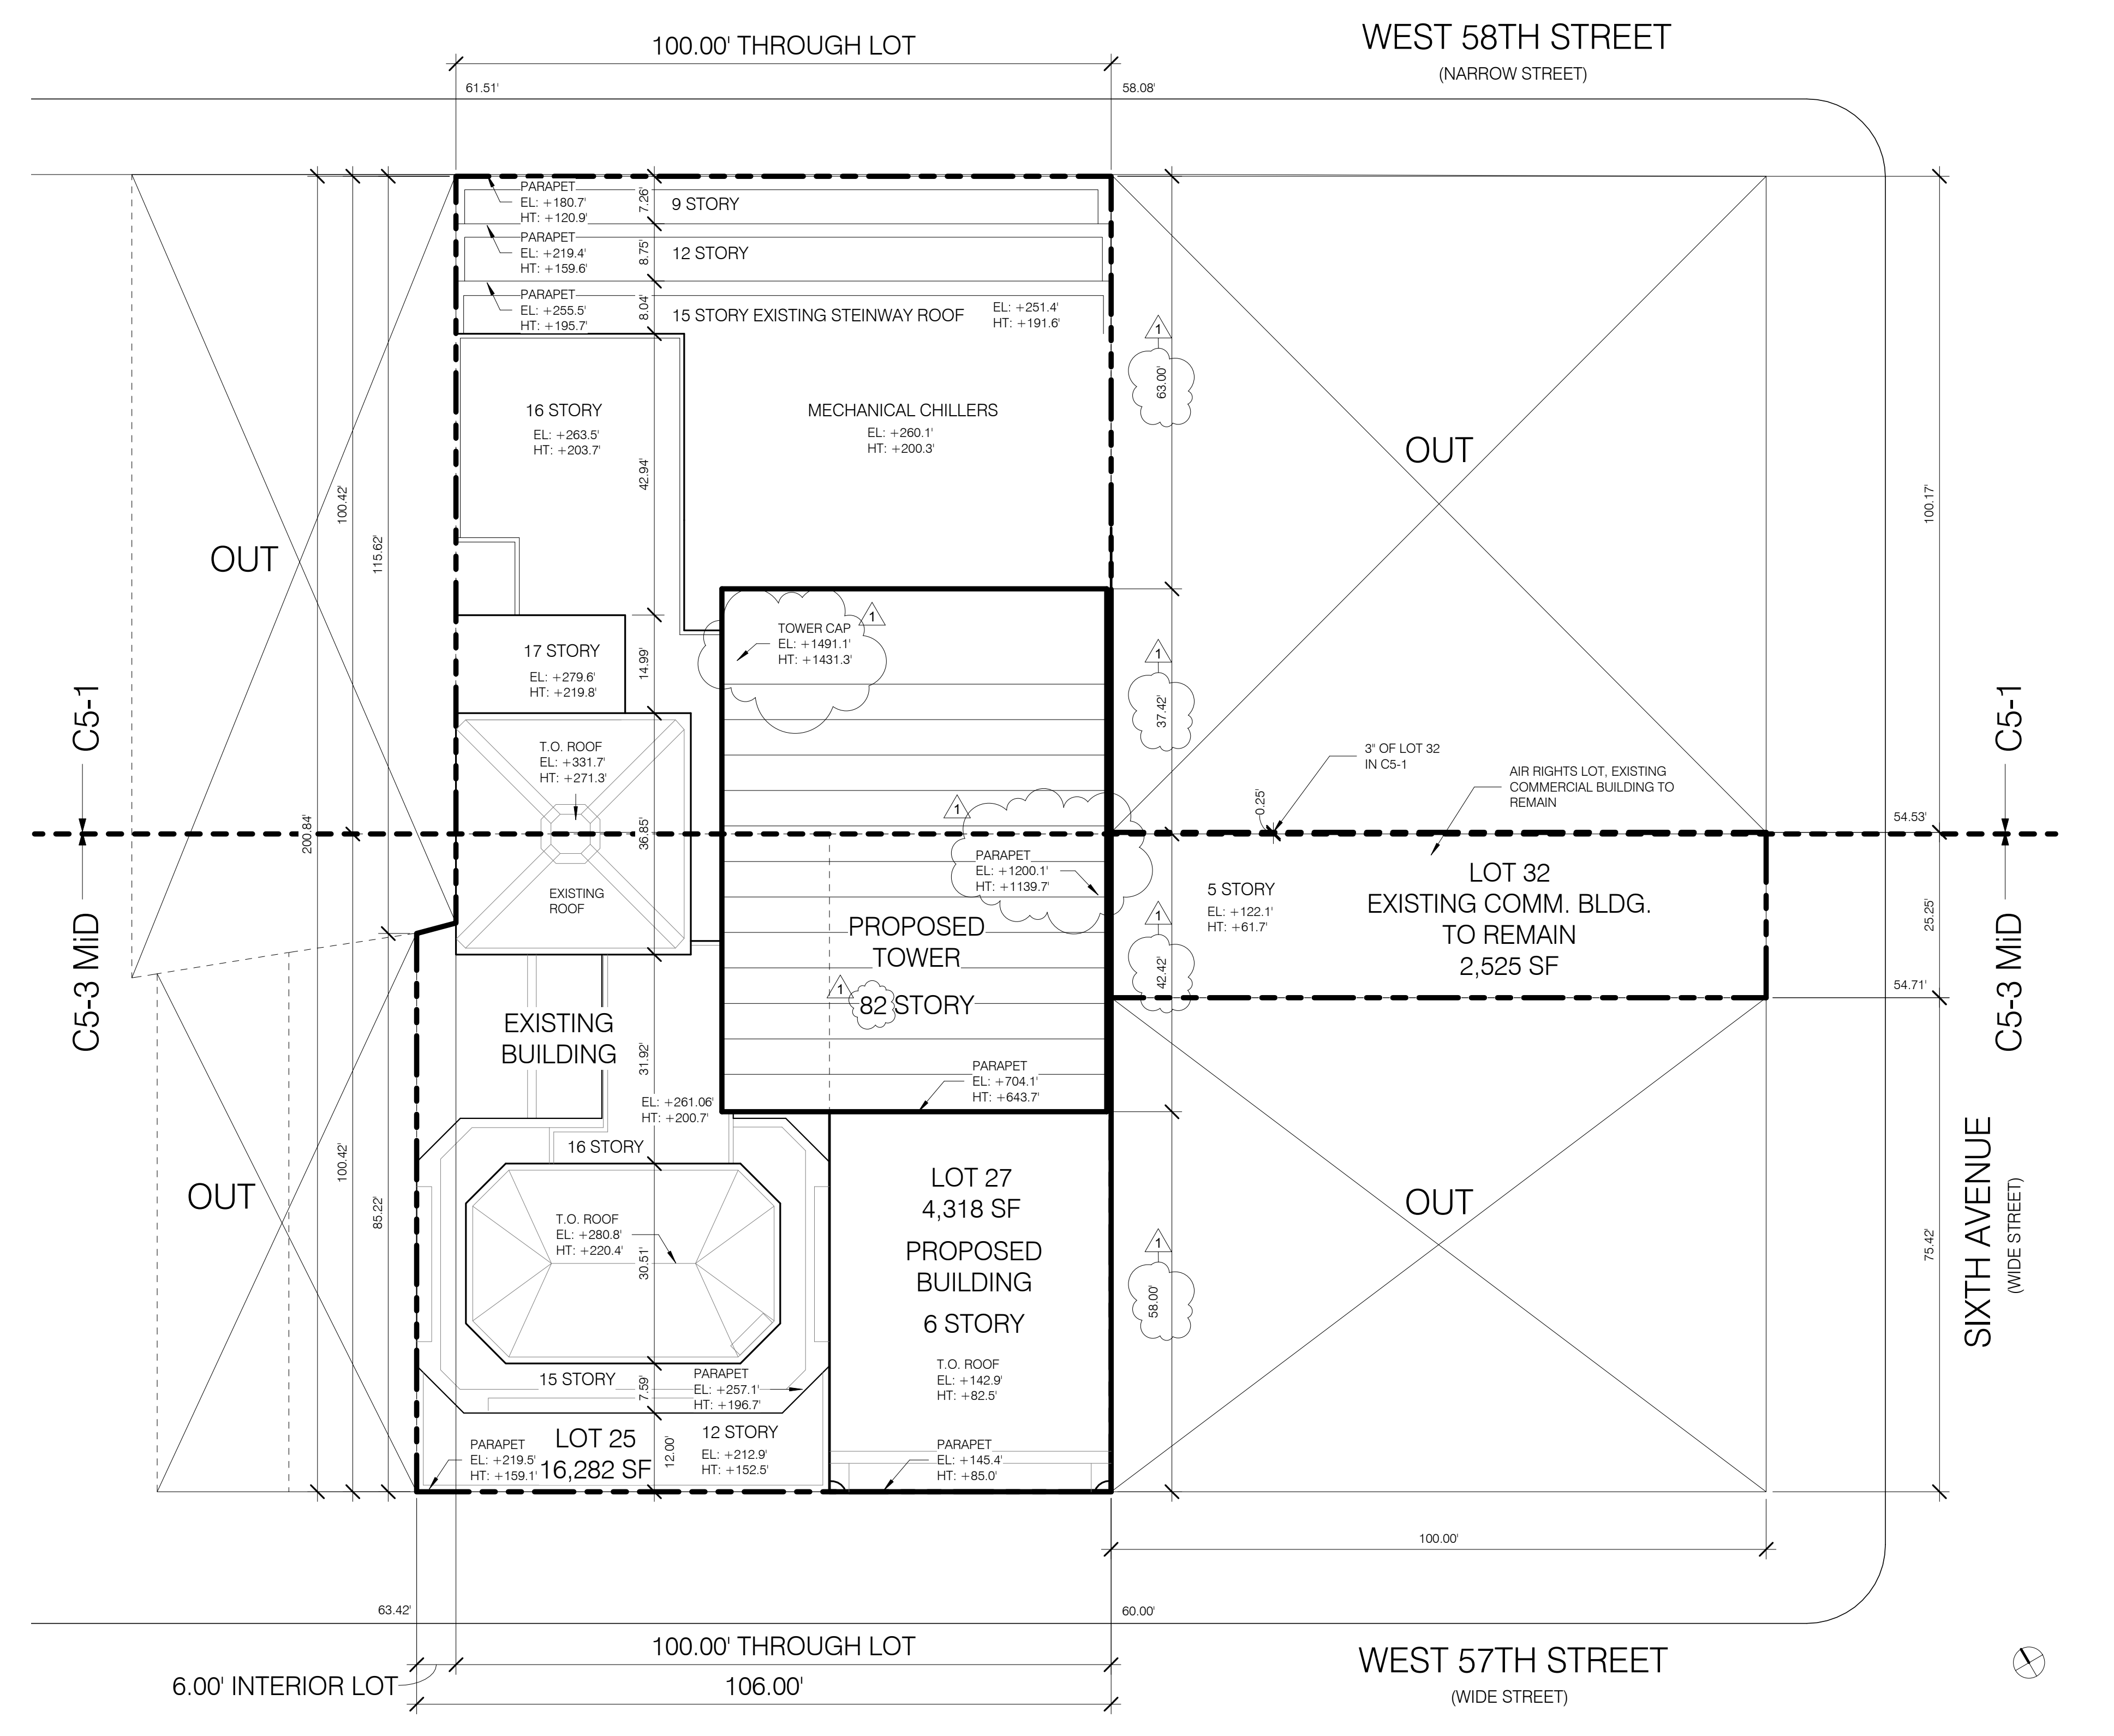 100.00' THROUGH LOT
WEST 58TH STREET
(NARROW STREET)
61.51'
58.08'
PARAPET
EL: +180.7'
HT: +120.9'
7.26'
9 STORY
PARAPET
EL: +219.4'
HT: +159.6'
8.75'
12 STORY
PARAPET
EL: +255.5'
HT: +195.7'
8.04'
15 STORY EXISTING STEINWAY ROOF
EL: +251.4'
HT: +191.6'
1
63.00'
16 STORY
EL: +263.5'
HT: +203.7'
MECHANICAL CHILLERS
EL: +260.1'
HT: +200.3'
42.94'
OUT
OUT
100.42'
115.62'
100.17'
TOWER CAP
EL: +1491.1'
HT: +1431.3'
1
17 STORY
EL: +279.6'
HT: +219.8'
14.99'
1
37.42'
C5-1
C5-1
T.O. ROOF
EL: +331.7'
HT: +271.3'
3" OF LOT 32
IN C5-1
AIR RIGHTS LOT, EXISTING
COMMERCIAL BUILDING TO
REMAIN
0.25'
1
200.84'
36.85'
54.53'
PARAPET
EL: +1200.1'
HT: +1139.7'
EXISTING
ROOF
5 STORY
EL: +122.1'
HT: +61.7'
LOT 32
EXISTING COMM. BLDG.
TO REMAIN
2,525 SF
25.25'
C5-3 MiD
C5-3 MiD
PROPOSED
TOWER
1
42.42'
1
82 STORY
54.71'
EXISTING
BUILDING
31.92'
PARAPET
EL: +704.1'
HT: +643.7'
EL: +261.06'
HT: +200.7'
16 STORY
100.42'
85.22'
OUT
OUT
LOT 27
4,318 SF
PROPOSED
BUILDING
6 STORY
T.O. ROOF
EL: +142.9'
HT: +82.5'
T.O. ROOF
EL: +280.8'
HT: +220.4'
30.51'
1
58.00'
75.42'
SIXTH AVENUE
(WIDE STREET)
15 STORY
7.59'
PARAPET
EL: +257.1'
HT: +196.7'
12 STORY
EL: +212.9'
HT: +152.5'
LOT 25
16,282 SF
12.00'
PARAPET
EL: +219.5'
HT: +159.1'
PARAPET
EL: +145.4'
HT: +85.0'
100.00'
63.42'
60.00'
100.00' THROUGH LOT
WEST 57TH STREET
(WIDE STREET)
6.00' INTERIOR LOT
106.00'